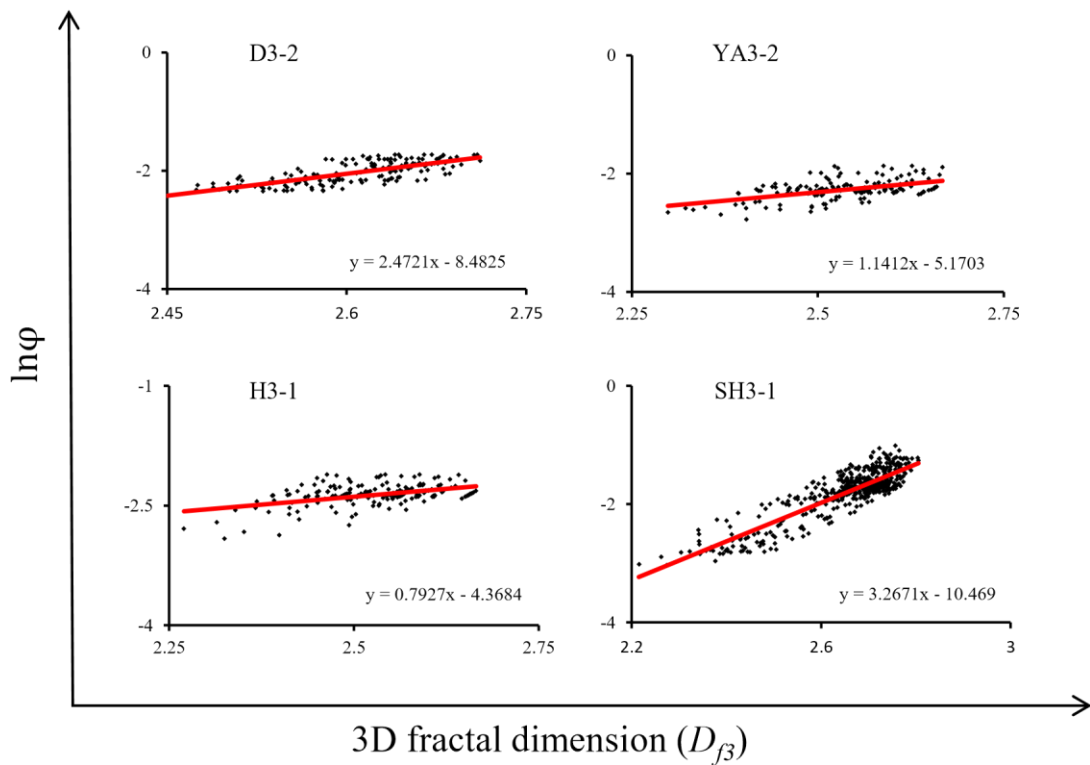 D3-2
0
-2
-4
2.45
2.6
2.75
y = 2.4721x - 8.4825
YA3-2
0
-2
-4
2.25
2.5
2.75
y = 1.1412x - 5.1703
H3-1
-1
-2.5
-4
2.25
2.5
2.75
y = 0.7927x - 4.3684
SH3-1
0
-2
-4
2.2
2.6
3
y = 3.2671x - 10.469
lnφ
3D fractal dimension (D_{f3})